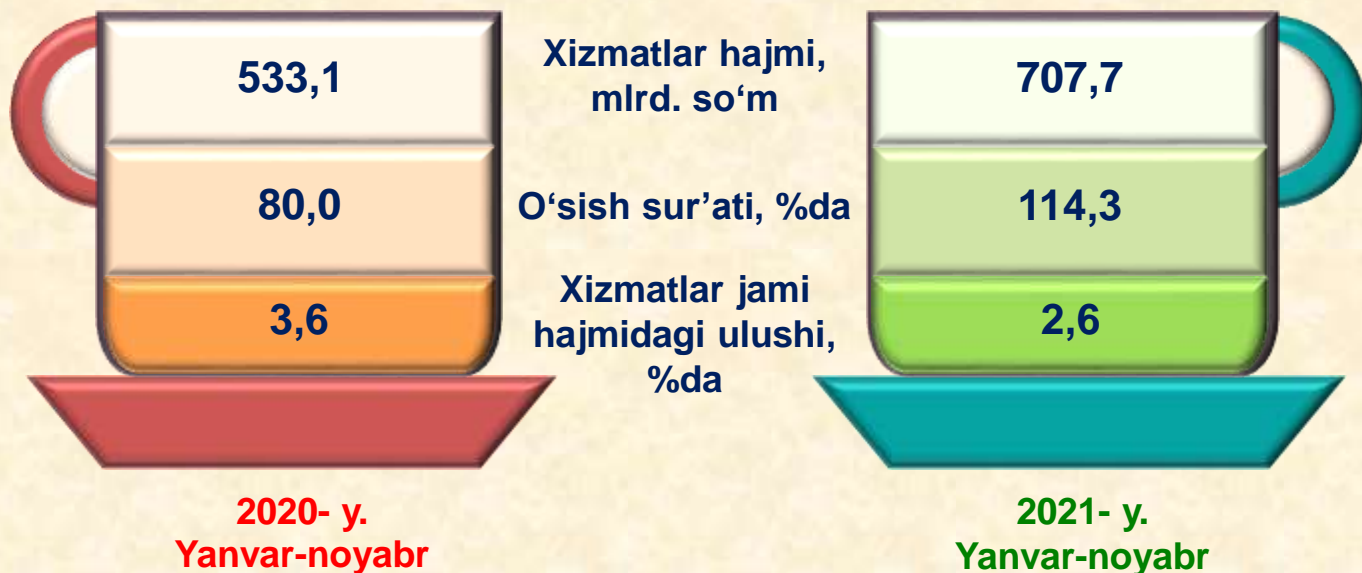 533,1
Xizmatlar hajmi,
mlrd. so‘m
707,7
80,0
O‘sish sur’ati, %da
114,3
3,6
Xizmatlar jami
hajmidagi ulushi,
%da
2,6
2020- y.
Yanvar-noyabr
2021- y.
Yanvar-noyabr